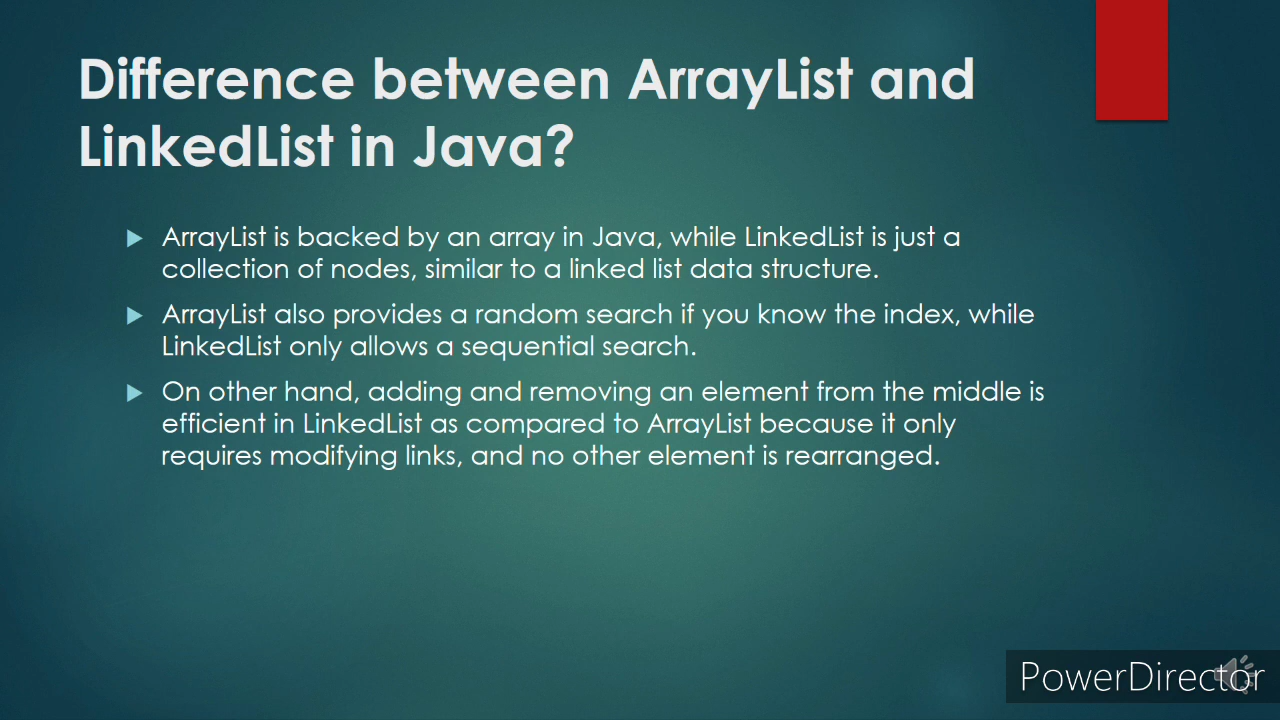 Difference between ArrayList and
LinkedList in Java?
ArrayList is backed by an array in Java, while LinkedList is just a
collection of nodes, similar to a linked list data structure.
ArrayList also provides a random search if you know the index, while
LinkedList only allows a sequential search.
On other hand, adding and removing an element from the middle is
efficient in LinkedList as compared to ArrayList because it only
requires modifying links, and no other element is rearranged.
PowerDirector